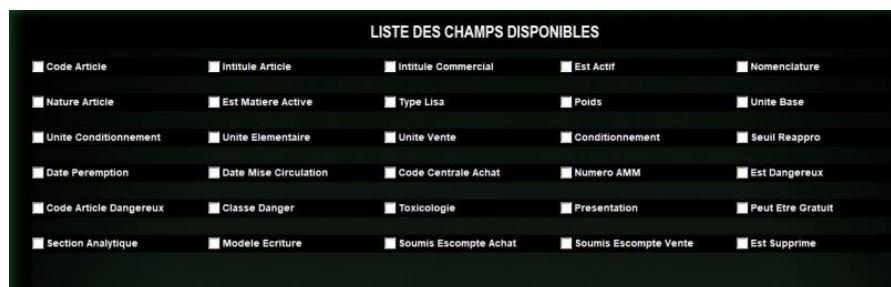 LISTE DES CHAMPS DISPONIBLES
Code Article Intitule Article Intitule Commercial Est Actif Nomenclature
Nature Article Est Matiere Active Type Lisa Poids Unite Base
Unite Conditionnement Unite Elementaire Unite Vente Conditionnement Seuil Reappro
Date Peremption Date Mise Circulation Code Centrale Achat Numero AMM Est Dangereux
Code Article Dangereux Classe Danger Toxicologie Presentation Peut Etre Gratuit
Section Analytique Modele Ecriture Soumis Escompte Achat Soumis Escompte Vente Est Supprime